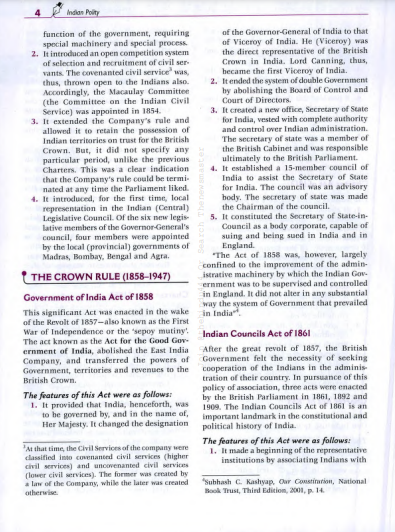 4 Indian Polity
function of the government, requiring
special machinery and special process.
2. It introduced an open competition system
of selection and recruitment of civil ser-
vants. The covenanted civil service³ was,
thus, thrown open to the Indians also.
Accordingly, the Macaulay Committee
(the Committee on the Indian Civil
Service) was appointed in 1854.
3. It extended the Company's rule and
allowed it to retain the possession of
Indian territories on trust for the British
Crown. But, it did not specify any
particular period, unlike the previous
Charters. This was a clear indication
that the Company's rule could be termi-
nated at any time the Parliament liked.
4. It introduced, for the first time, local
representation in the Indian (Central)
Legislative Council. Of the six new legis-
lative members of the Governor-General's
council, four members were appointed
by the local (provincial) governments of
Madras, Bombay, Bengal and Agra.
THE CROWN RULE (1858–1947)
Government of India Act of 1858
This significant Act was enacted in the wake
of the Revolt of 1857—also known as the First
War of Independence or the 'sepoy mutiny'.
The act known as the Act for the Good Gov-
ernment of India, abolished the East India
Company, and transferred the powers of
Government, territories and revenues to the
British Crown.
The features of this Act were as follows:
1. It provided that India, henceforth, was
to be governed by, and in the name of,
Her Majesty. It changed the designation
³At that time, the Civil Services of the company were
classified into covenanted civil services (higher
civil services) and uncovenanted civil services
(lower civil services). The former was created by
a law of the Company, while the later was created
otherwise.
of the Governor-General of India to that
of Viceroy of India. He (Viceroy) was
the direct representative of the British
Crown in India. Lord Canning, thus,
became the first Viceroy of India.
2. It ended the system of double Government
by abolishing the Board of Control and
Court of Directors.
3. It created a new office, Secretary of State
for India, vested with complete authority
and control over Indian administration.
The secretary of state was a member of
the British Cabinet and was responsible
ultimately to the British Parliament.
4. It established a 15-member council of
India to assist the Secretary of State
for India. The council was an advisory
body. The secretary of state was made
the Chairman of the council.
5. It constituted the Secretary of State-in-
Council as a body corporate, capable of
suing and being sued in India and in
England.
'The Act of 1858 was, however, largely
confined to the improvement of the admin-
istrative machinery by which the Indian Gov-
ernment was to be supervised and controlled
in England. It did not alter in any substantial
way the system of Government that prevailed
in India'⁴.
Indian Councils Act of 1861
After the great revolt of 1857, the British
Government felt the necessity of seeking
cooperation of the Indians in the adminis-
tration of their country. In pursuance of this
policy of association, three acts were enacted
by the British Parliament in 1861, 1892 and
1909. The Indian Councils Act of 1861 is an
important landmark in the constitutional and
political history of India.
The features of this Act were as follows:
1. It made a beginning of the representative
institutions by associating Indians with
⁴Subhash C. Kashyap, Our Constitution, National
Book Trust, Third Edition, 2001, p. 14.